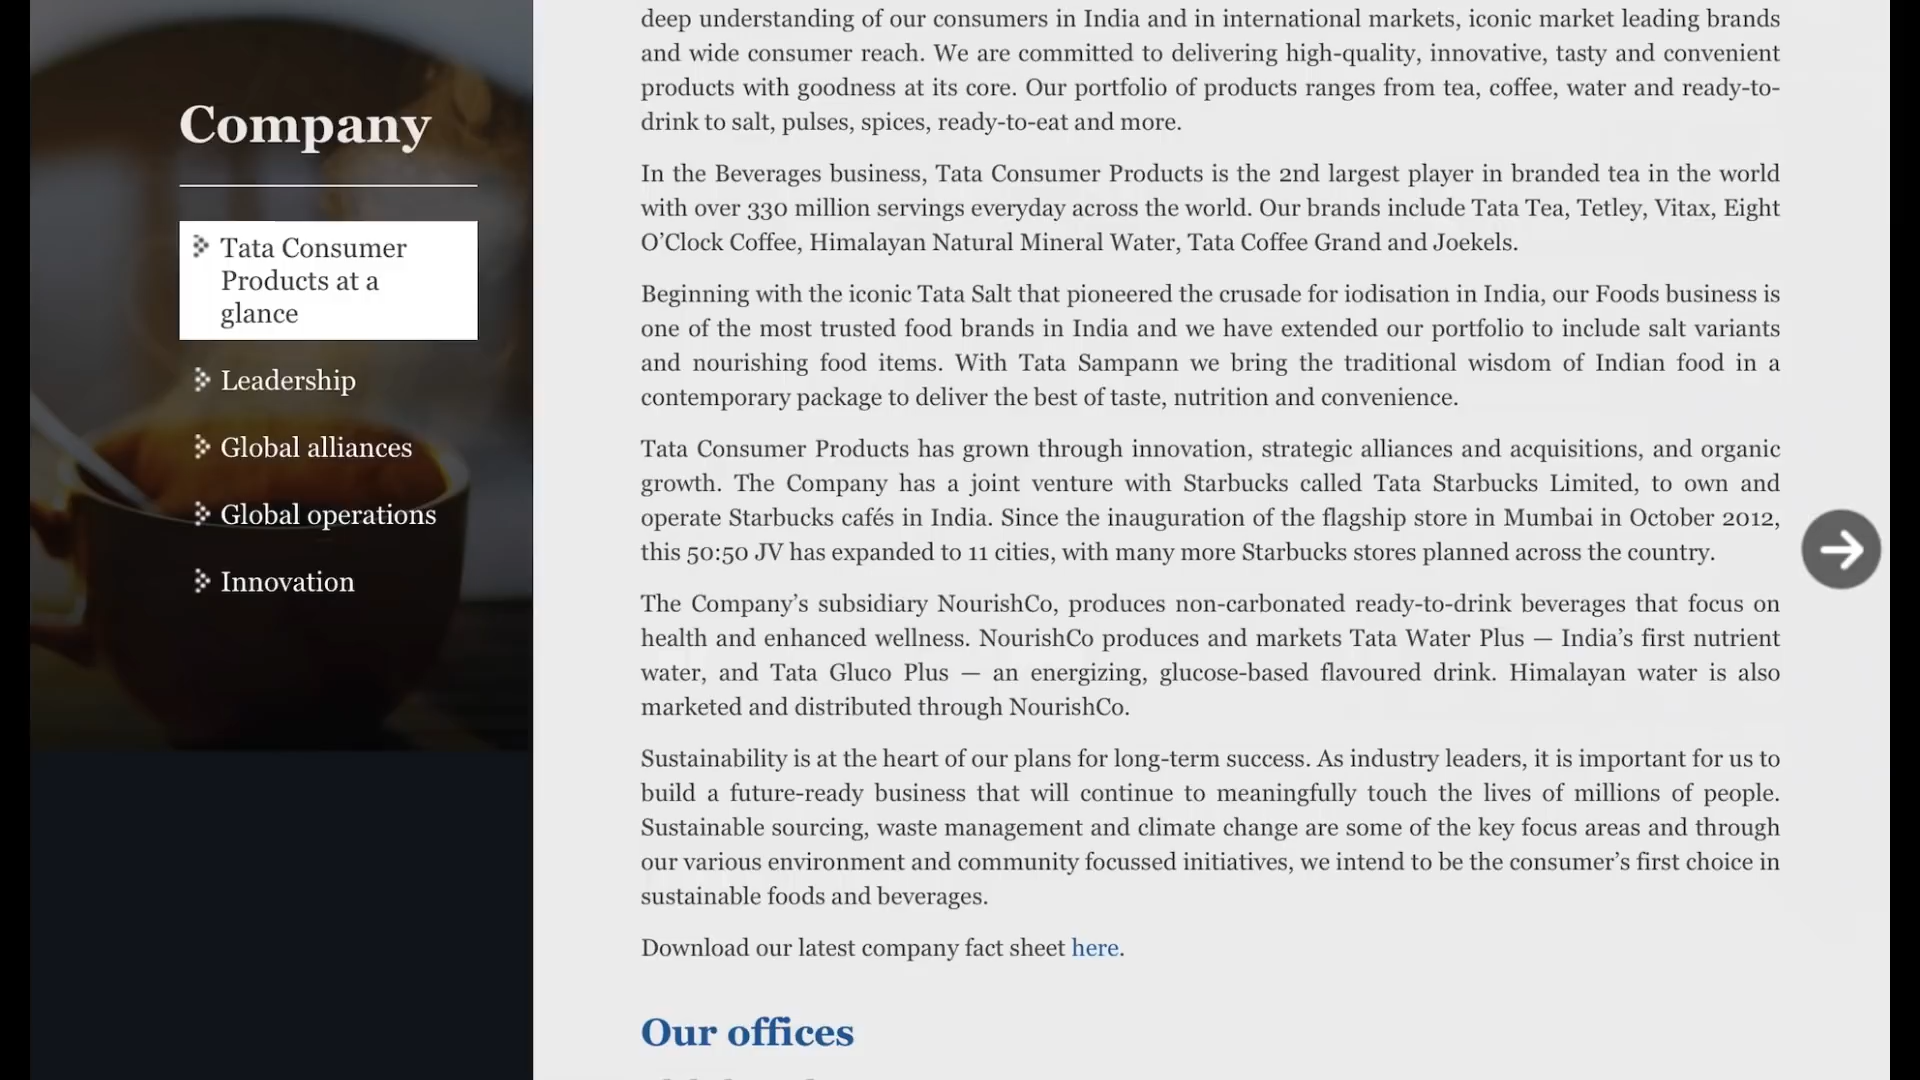 Company
Tata Consumer
Products at a
glance
Leadership
Global alliances
Global operations
Innovation
deep understanding of our consumers in India and in international markets, iconic market leading brands
and wide consumer reach. We are committed to delivering high-quality, innovative, tasty and convenient
products with goodness at its core. Our portfolio of products ranges from tea, coffee, water and ready-to-
drink to salt, pulses, spices, ready-to-eat and more.
In the Beverages business, Tata Consumer Products is the 2nd largest player in branded tea in the world
with over 330 million servings everyday across the world. Our brands include Tata Tea, Tetley, Vitax, Eight
O’Clock Coffee, Himalayan Natural Mineral Water, Tata Coffee Grand and Joekels.
Beginning with the iconic Tata Salt that pioneered the crusade for iodisation in India, our Foods business is
one of the most trusted food brands in India and we have extended our portfolio to include salt variants
and nourishing food items. With Tata Sampann we bring the traditional wisdom of Indian food in a
contemporary package to deliver the best of taste, nutrition and convenience.
Tata Consumer Products has grown through innovation, strategic alliances and acquisitions, and organic
growth. The Company has a joint venture with Starbucks called Tata Starbucks Limited, to own and
operate Starbucks cafés in India. Since the inauguration of the flagship store in Mumbai in October 2012,
this 50:50 JV has expanded to 11 cities, with many more Starbucks stores planned across the country.
The Company’s subsidiary NourishCo, produces non-carbonated ready-to-drink beverages that focus on
health and enhanced wellness. NourishCo produces and markets Tata Water Plus — India’s first nutrient
water, and Tata Gluco Plus — an energizing, glucose-based flavoured drink. Himalayan water is also
marketed and distributed through NourishCo.
Sustainability is at the heart of our plans for long-term success. As industry leaders, it is important for us to
build a future-ready business that will continue to meaningfully touch the lives of millions of people.
Sustainable sourcing, waste management and climate change are some of the key focus areas and through
our various environment and community focussed initiatives, we intend to be the consumer’s first choice in
sustainable foods and beverages.
Download our latest company fact sheet here.
Our offices